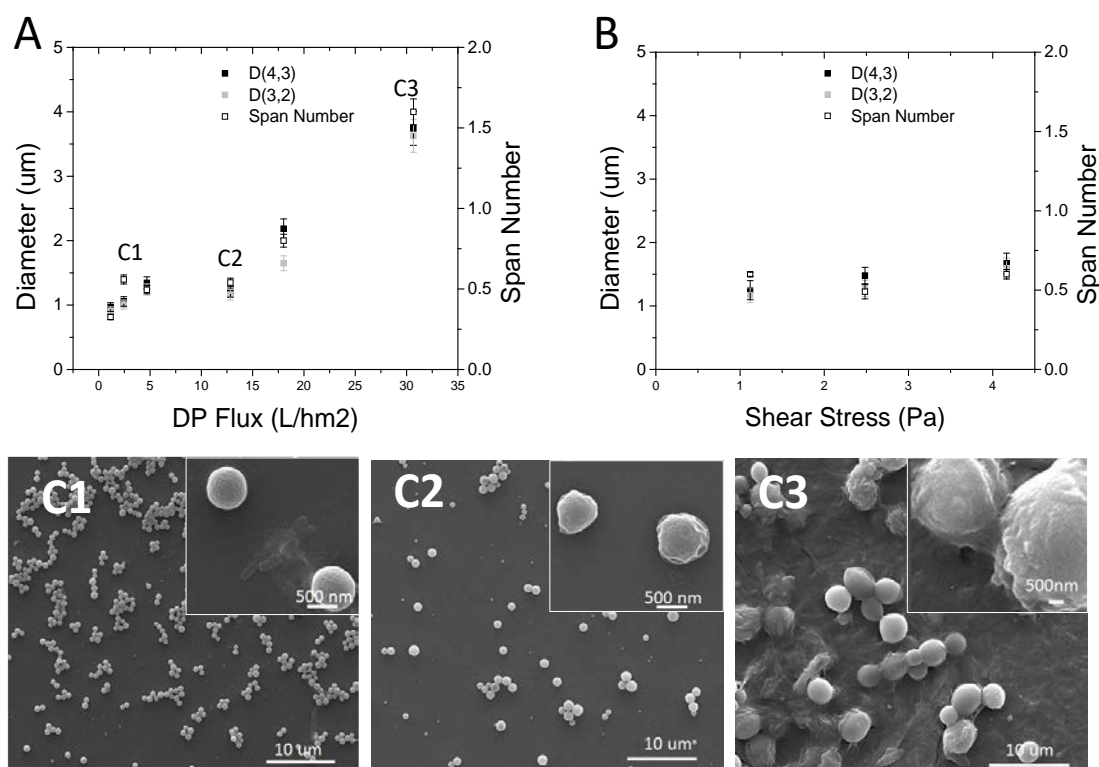 A
B
D(4,3)
D(3,2)
Span Number
C1
C2
C3
5
4
3
2
1
0
2.0
1.5
1.0
0.5
0.0
0 5 10 15 20 25 30 35
Diameter (um)
Span Number
DP Flux (L/hm2)
D(4,3)
D(3,2)
Span Number
5
4
3
2
1
0
2.0
1.5
1.0
0.5
0.0
0 1 2 3 4
Diameter (um)
Span Number
Shear Stress (Pa)
C1
500 nm
10 um
C2
500 nm
10 um
C3
500nm
10 um